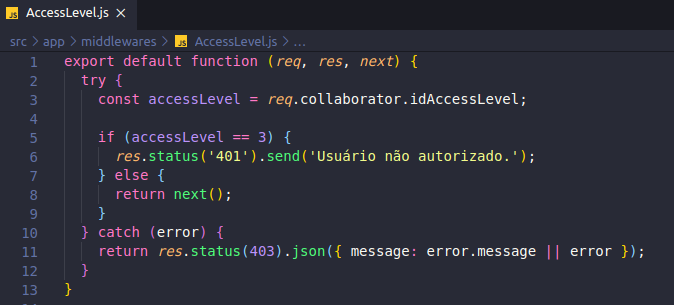 JS AccessLevel.js ×
src > app > middlewares > JS AccessLevel.js > ...
1 export default function (req, res, next) {
2   try {
3     const accessLevel = req.collaborator.idAccessLevel;
4
5     if (accessLevel == 3) {
6       res.status('401').send('Usuário não autorizado.');
7     } else {
8       return next();
9     }
10   } catch (error) {
11     return res.status(403).json({ message: error.message || error });
12   }
13 }